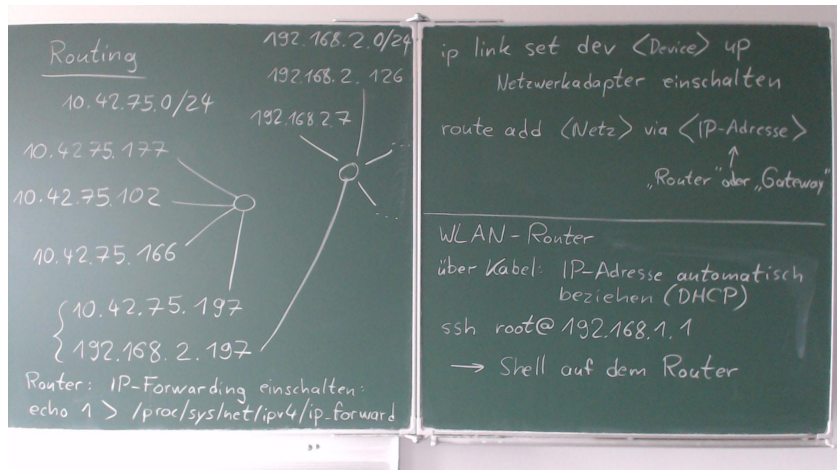 Routing
10.42.75.0/24
192.168.2.0/24
192.168.2.126
192.168.2.7
10.42.75.177
10.42.75.102
10.42.75.166
10.42.75.197
192.168.2.197
...
...
Router: IP-Forwarding einschalten:
echo 1 > /proc/sys/net/ipv4/ip_forward
ip link set dev <Device> up
Netzwerkadapter einschalten
route add <Netz> via <IP-Adresse>
„Router" oder „Gateway"
WLAN-Router
über Kabel: IP-Adresse automatisch
beziehen (DHCP)
ssh root@192.168.1.1
→ Shell auf dem Router